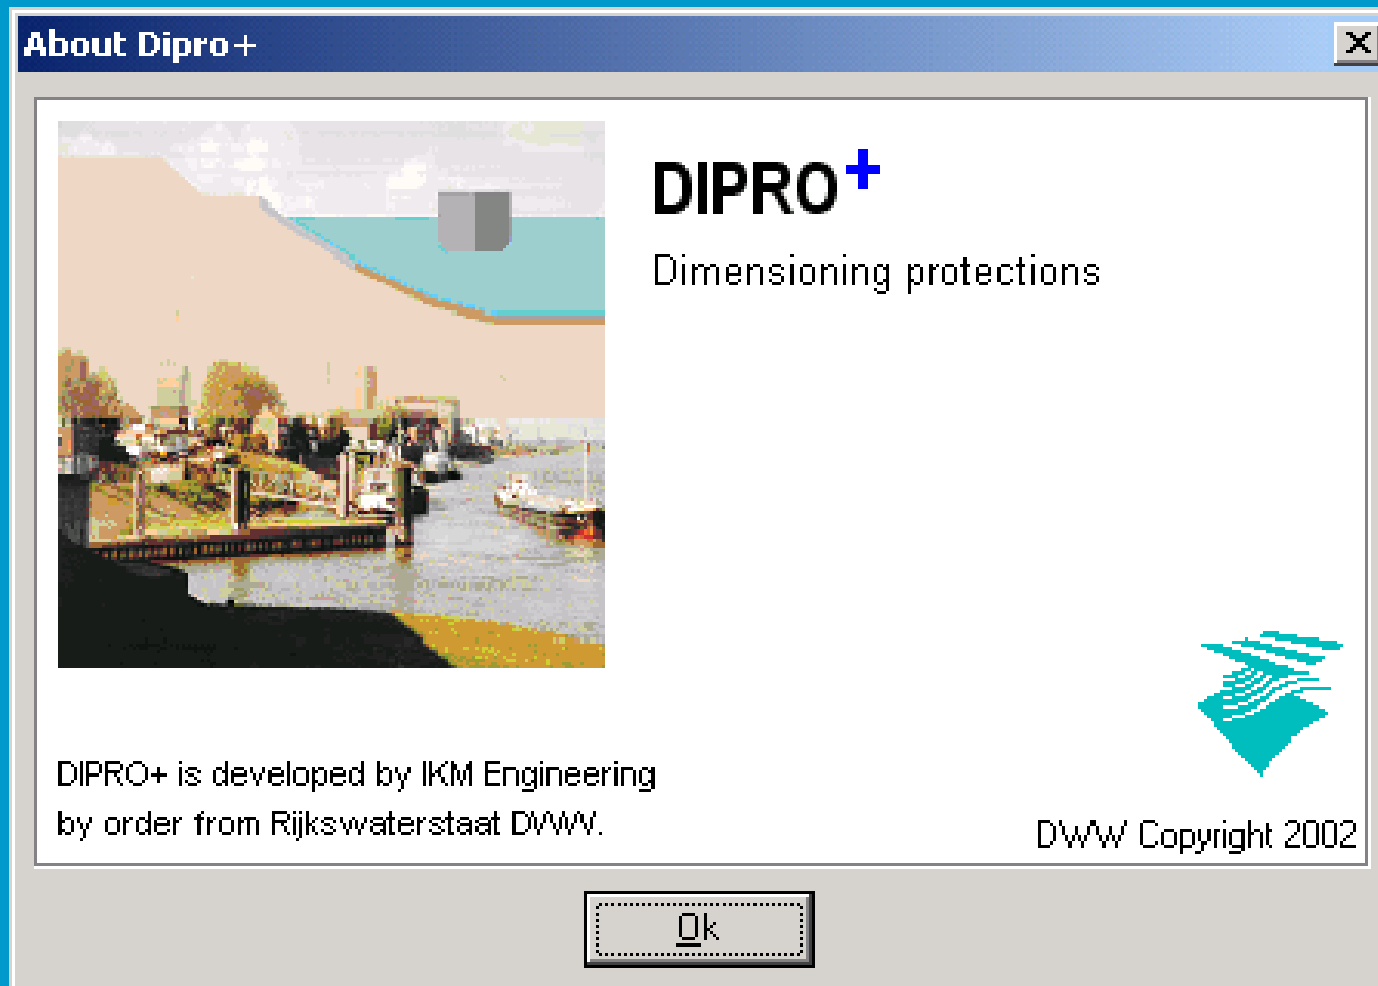 About Dipro+
DIPRO+
Dimensioning protections
DIPRO+ is developed by IKM Engineering
by order from Rijkswaterstaat DWW.
DWW Copyright 2002
Ok